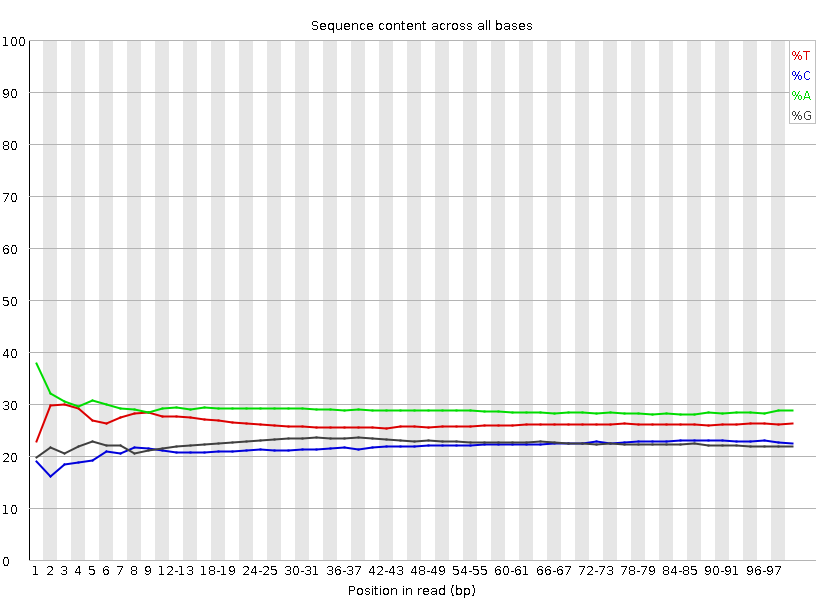 Sequence content across all bases
100
90
80
70
60
50
40
30
20
10
0
%T
%C
%A
%G
1 2 3 4 5 6 7 8 9 12-13 18-19 24-25 30-31 36-37 42-43 48-49 54-55 60-61 66-67 72-73 78-79 84-85 90-91 96-97
Position in read (bp)